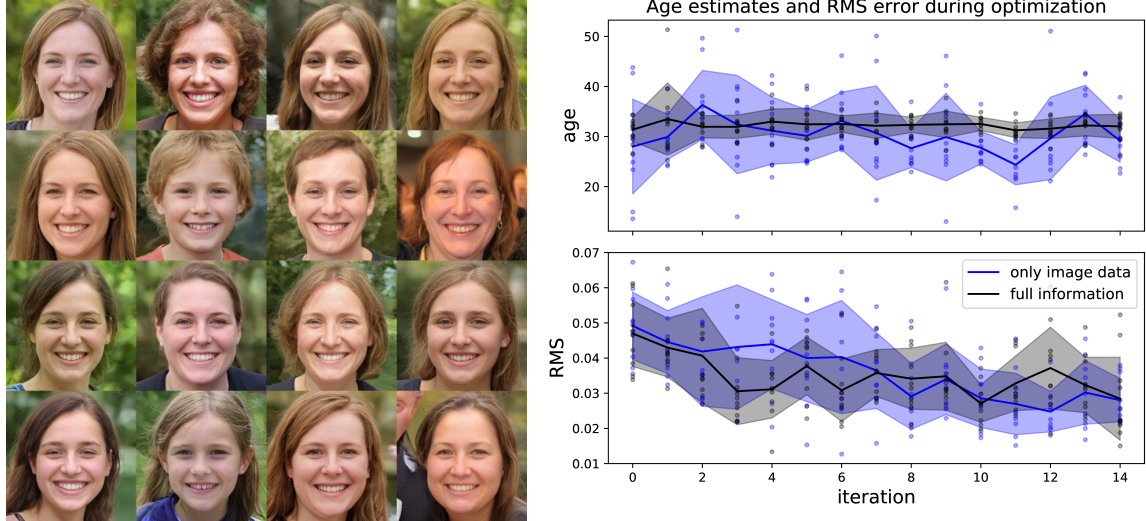 Age estimates and RMS error during optimization
50
40
30
20
age
0.07
0.06
0.05
0.04
0.03
0.02
0.01
RMS
only image data
full information
0 2 4 6 8 10 12 14
iteration